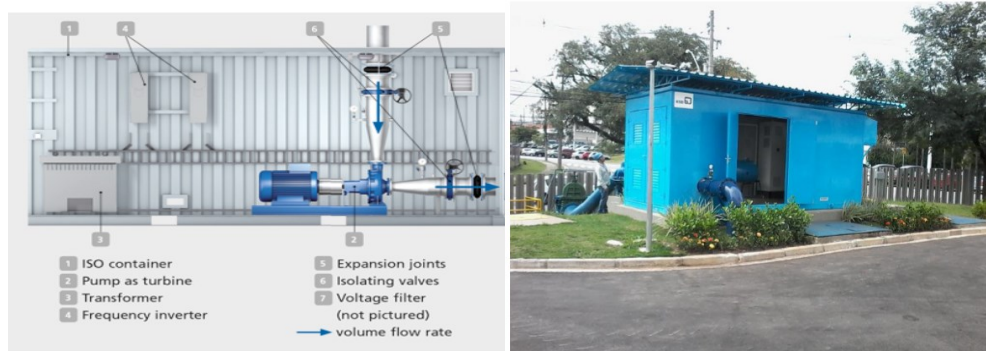 1
4
6
5
3
2
1 ISO container
2 Pump as turbine
3 Transformer
4 Frequency inverter
5 Expansion joints
6 Isolating valves
7 Voltage filter
(not pictured)
volume flow rate